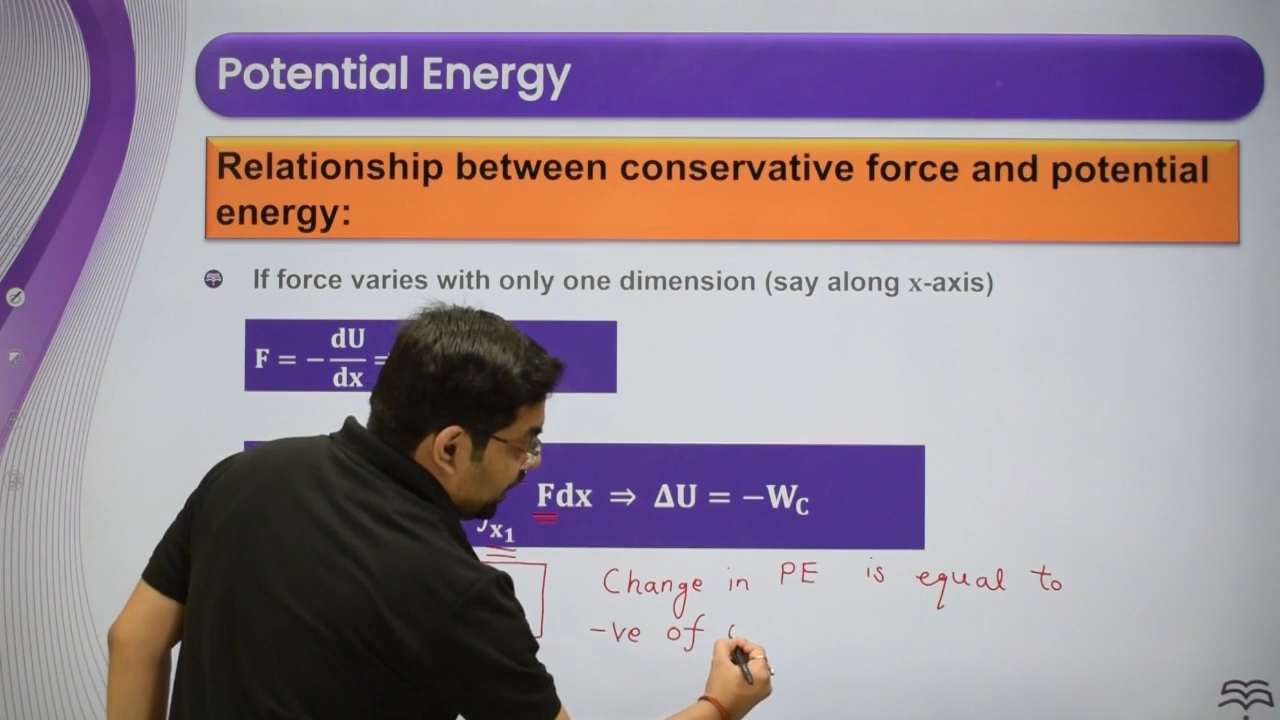 Potential Energy
Relationship between conservative force and potential
energy:
If force varies with only one dimension (say along x-axis)
F = − dU/dx
x₁ Fdx ⇒ ΔU = −W_C
Change in PE is equal to
-ve of